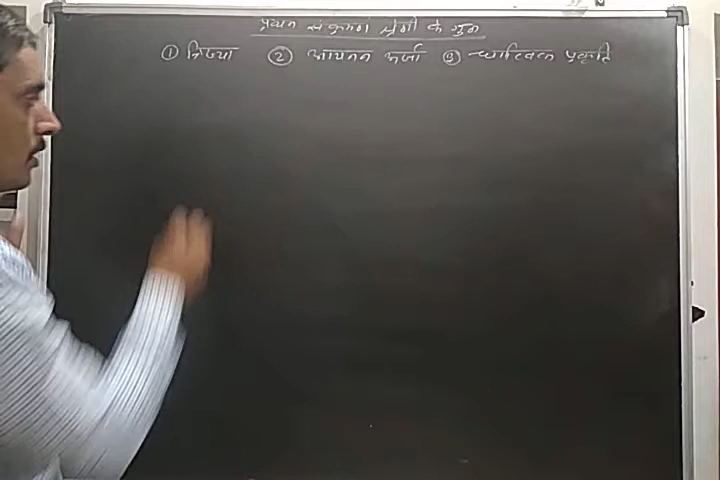 प्रथम संक्रमण श्रेणी के गुण
① त्रिज्या ② आयनन ऊर्जा ③ धात्विक प्रकृति